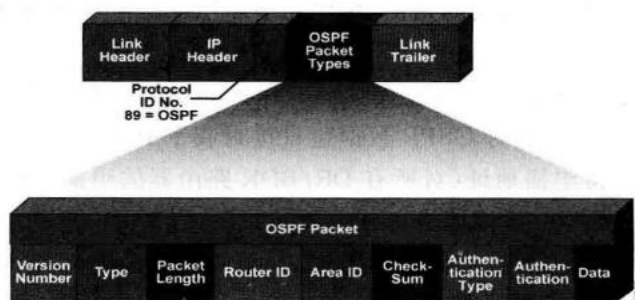 Link Header
IP Header
OSPF Packet Types
Link Trailer
Protocol ID No. 89 = OSPF
OSPF Packet
Version Number
Type
Packet Length
Router ID
Area ID
Check-Sum
Authen-tication Type
Authen-tication
Data